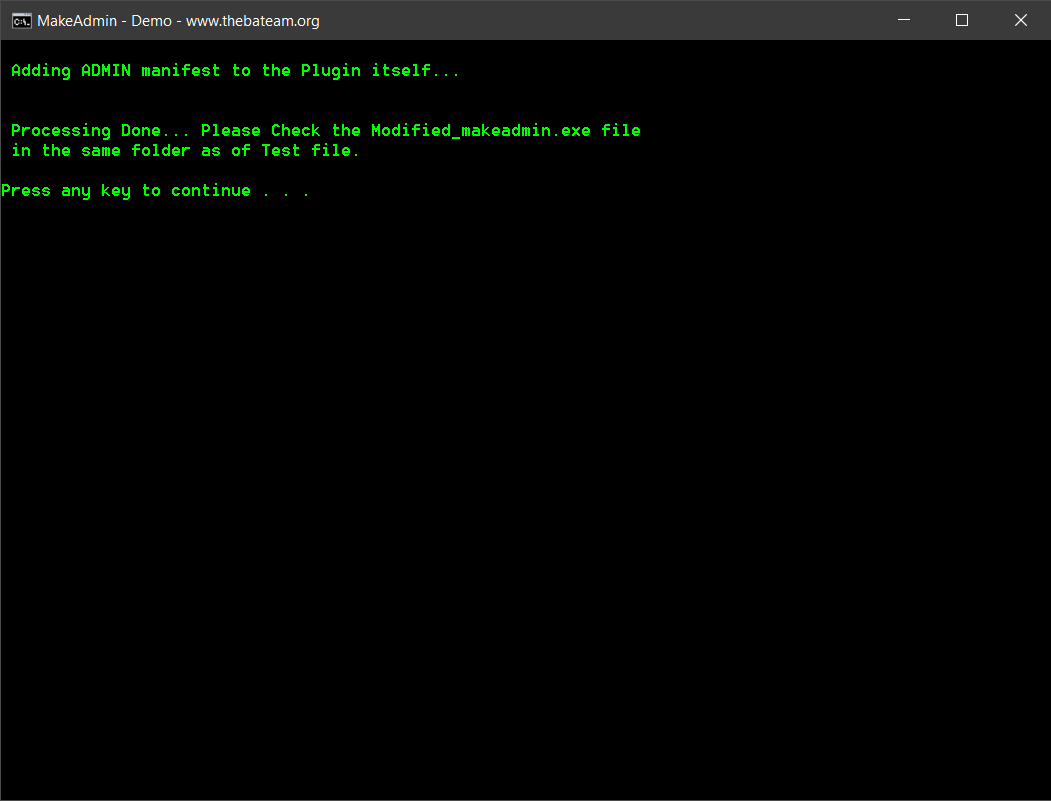 MakeAdmin - Demo - www.thebateam.org
Adding ADMIN manifest to the Plugin itself...
Processing Done... Please Check the Modified_makeadmin.exe file
in the same folder as of Test file.
Press any key to continue . . .